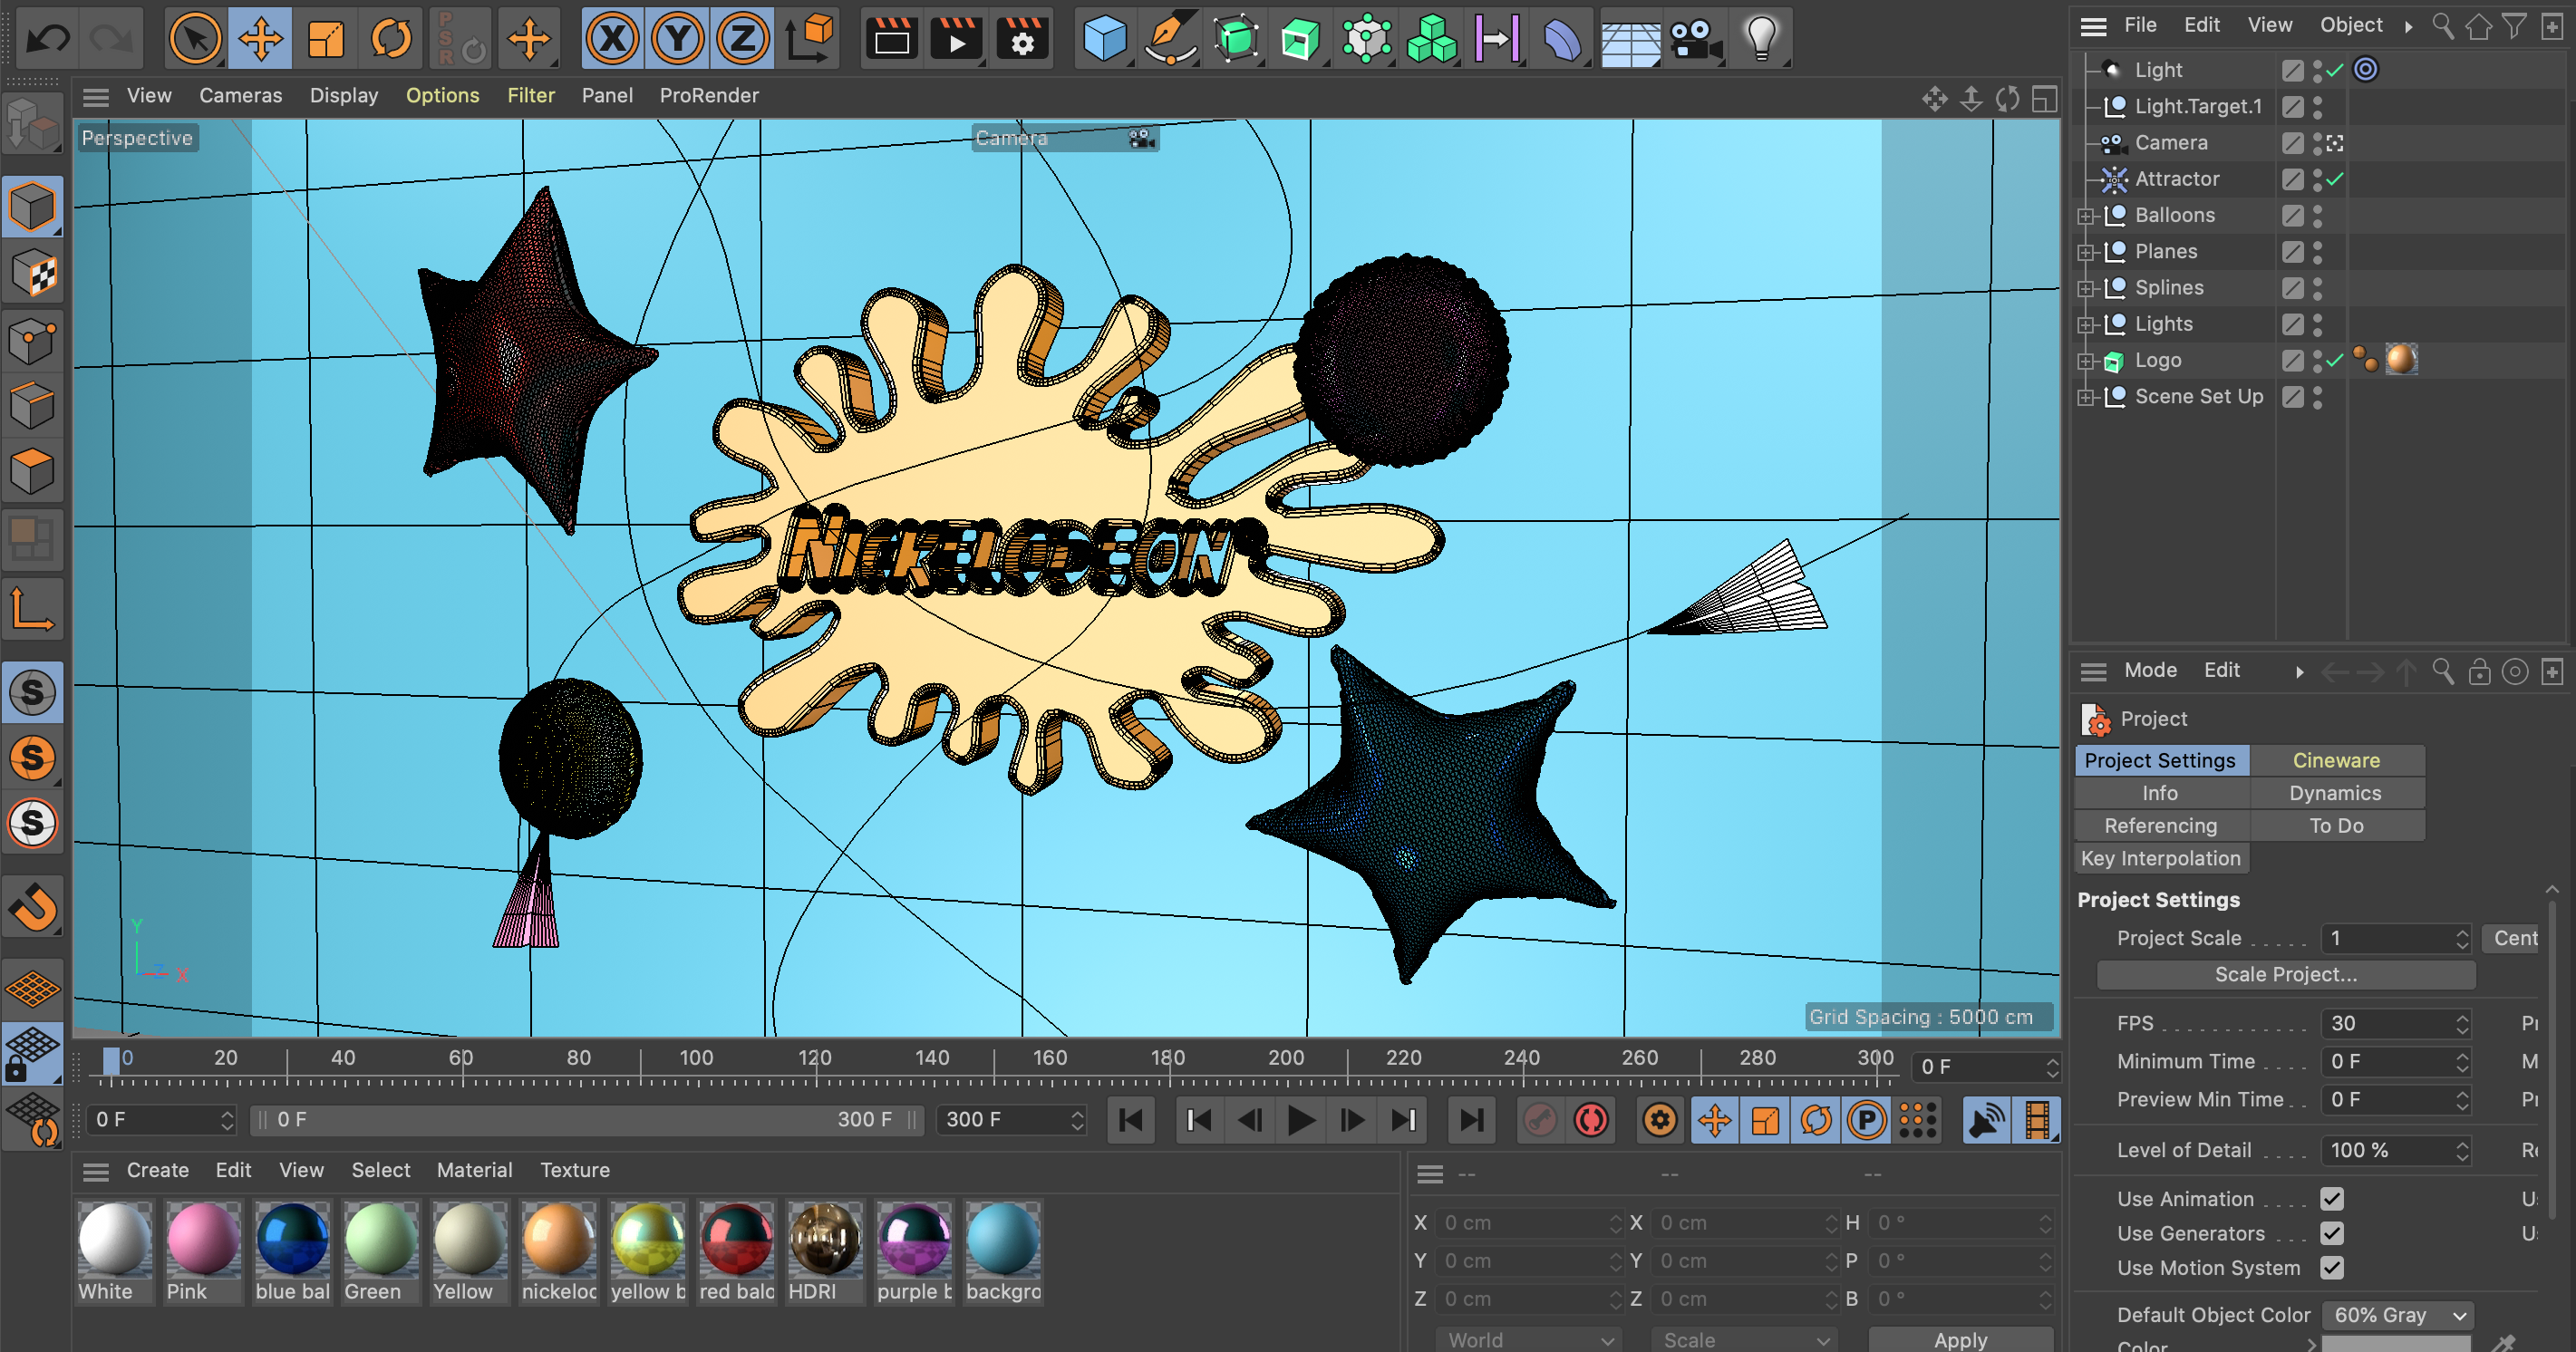 PSR
X Y Z
File Edit View Object
View Cameras Display Options Filter Panel ProRender
Perspective
Camera
NICKELODEON
Y
Z X
Grid Spacing : 5000 cm
Light
Light.Target.1
Camera
Attractor
Balloons
Planes
Splines
Lights
Logo
Scene Set Up
S
S
S
Mode Edit
Project
Project Settings Cineware
Info Dynamics
Referencing To Do
Key Interpolation
Project Settings
Project Scale . . . . . 1 Cent
Scale Project...
FPS . . . . . . . . . . . . 30 Pr
Minimum Time . . . . 0 F M
Preview Min Time . . 0 F Pr
Level of Detail . . . . 100 % Re
Use Animation . . . .
Use Generators . . .
Use Motion System
Default Object Color 60% Gray
Color
0 20 40 60 80 100 120 140 160 180 200 220 240 260 280 300 0 F
0 F 0 F 300 F 300 F P
Create Edit View Select Material Texture
White Pink blue bal Green Yellow nickeloc yellow b red balc HDRI purple b backgro
-- -- --
X 0 cm X 0 cm H 0 °
Y 0 cm Y 0 cm P 0 °
Z 0 cm Z 0 cm B 0 °
World Scale Apply